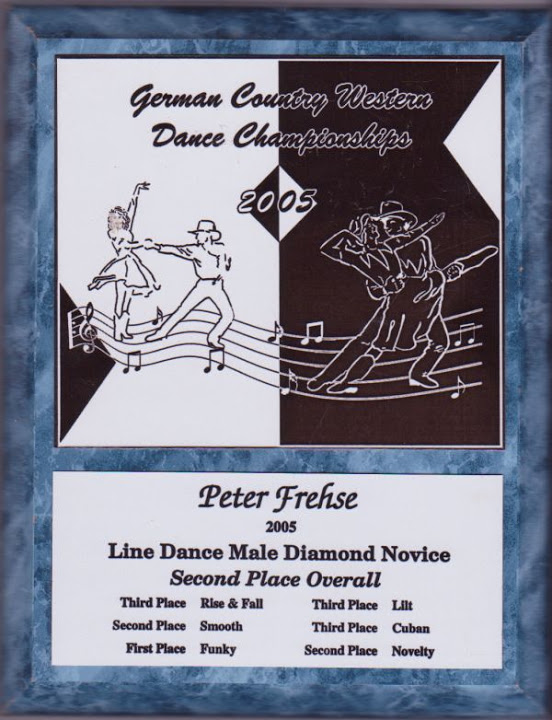 German Country Western
Dance Championships
2005
Peter Frehse
2005
Line Dance Male Diamond Novice
Second Place Overall
Third Place Rise & Fall Third Place Lilt
Second Place Smooth Third Place Cuban
First Place Funky Second Place Novelty